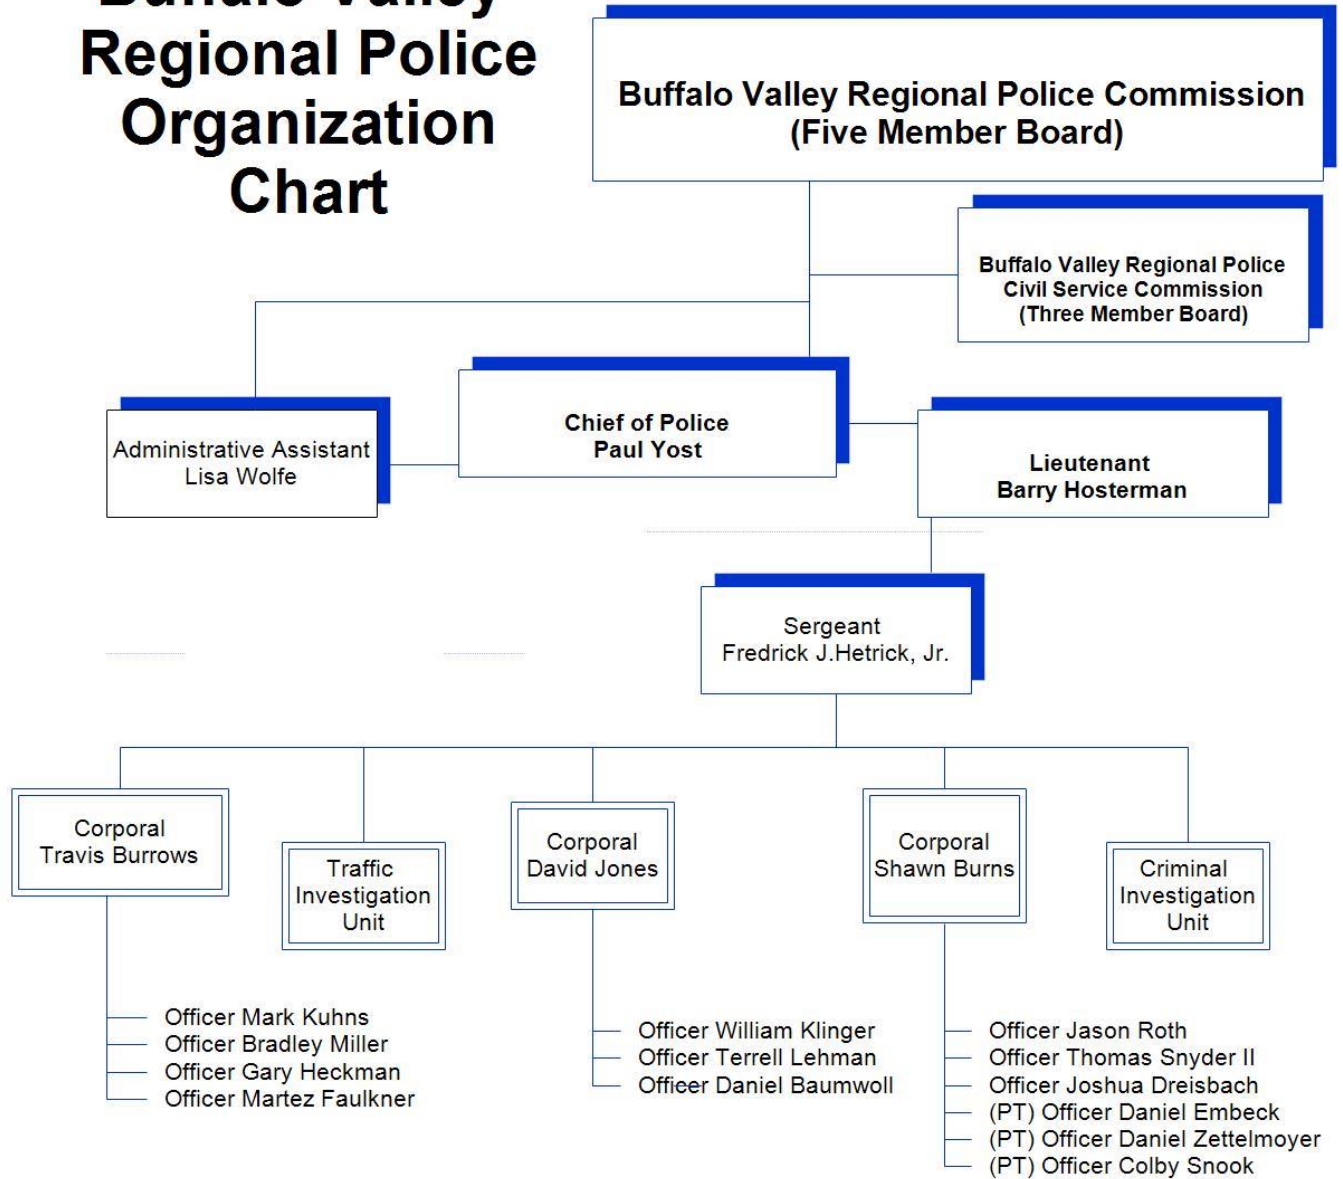 Buffalo Valley
Regional Police
Organization
Chart
Buffalo Valley Regional Police Commission
(Five Member Board)
Buffalo Valley Regional Police
Civil Service Commission
(Three Member Board)
Administrative Assistant
Lisa Wolfe
Chief of Police
Paul Yost
Lieutenant
Barry Hosterman
Sergeant
Fredrick J.Hetrick, Jr.
Corporal
Travis Burrows
Traffic
Investigation
Unit
Corporal
David Jones
Corporal
Shawn Burns
Criminal
Investigation
Unit
Officer Mark Kuhns
Officer Bradley Miller
Officer Gary Heckman
Officer Martez Faulkner
Officer William Klinger
Officer Terrell Lehman
Officer Daniel Baumwoll
Officer Jason Roth
Officer Thomas Snyder II
Officer Joshua Dreisbach
(PT) Officer Daniel Embeck
(PT) Officer Daniel Zettelmoyer
(PT) Officer Colby Snook